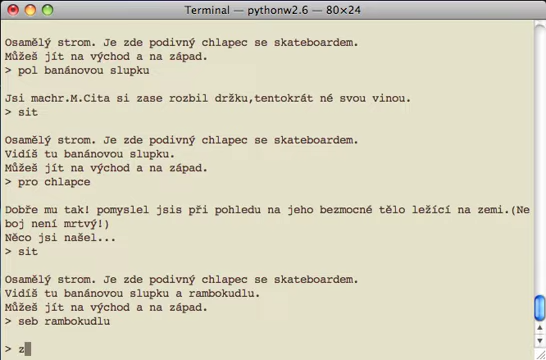 Terminal — pythonw2.6 — 80×24
Osamělý strom. Je zde podivný chlapec se skateboardem.
Můžeš jít na východ a na západ.
> pol banánovou slupku
Jsi machr.M.Cita si zase rozbil držku,tentokrát né svou vinou.
> sit
Osamělý strom. Je zde podivný chlapec se skateboardem.
Vidíš tu banánovou slupku.
Můžeš jít na východ a na západ.
> pro chlapce
Dobře mu tak! pomyslel jsis při pohledu na jeho bezmocné tělo ležící na zemi.(Ne
boj není mrtvý!)
Něco jsi našel...
> sit
Osamělý strom. Je zde podivný chlapec se skateboardem.
Vidíš tu banánovou slupku a rambokudlu.
Můžeš jít na východ a na západ.
> seb rambokudlu
> z